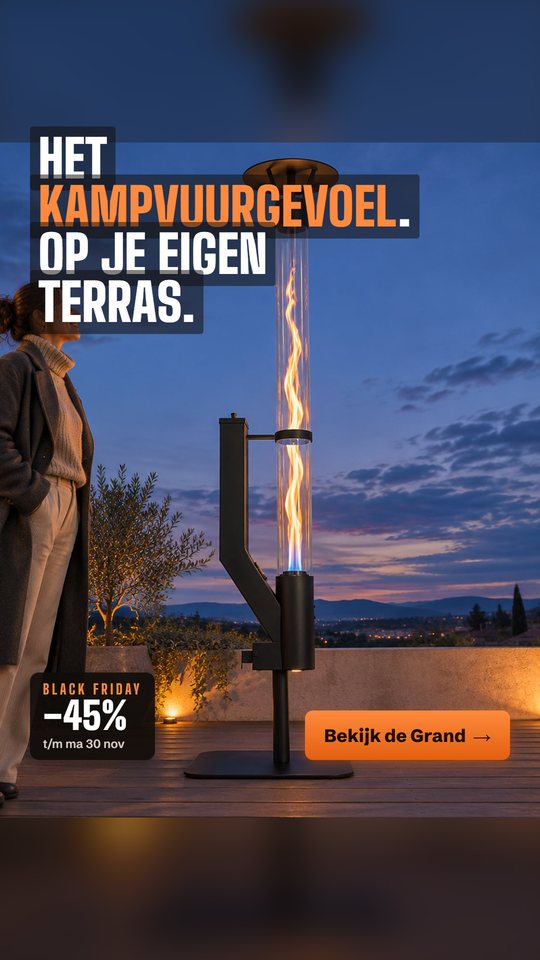 HET
KAMPVUURGEVOEL.
OP JE EIGEN
TERRAS.
BLACK FRIDAY
–45%
t/m ma 30 nov
Bekijk de Grand →